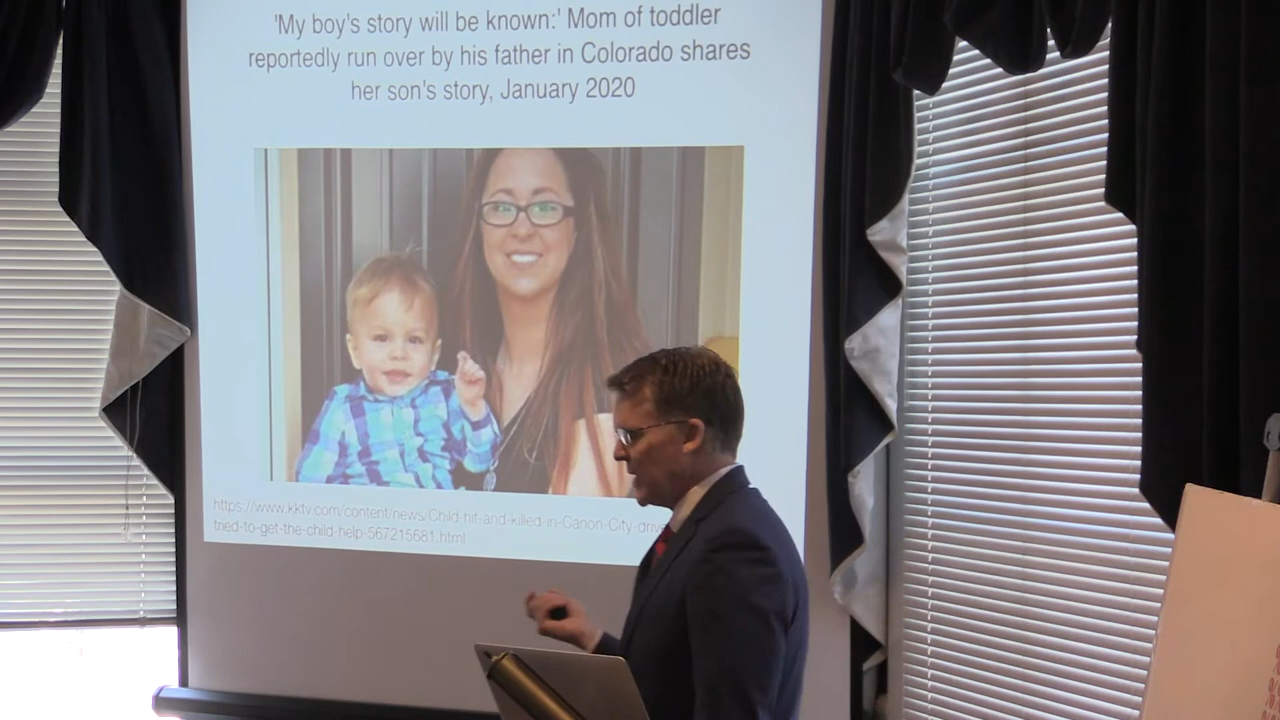 'My boy's story will be known:' Mom of toddler
reportedly run over by his father in Colorado shares
her son's story, January 2020
https://www.kktv.com/content/news/Child-hit-and-killed-in-Canon-City-driv
tried-to-get-the-child-help-567215681.html